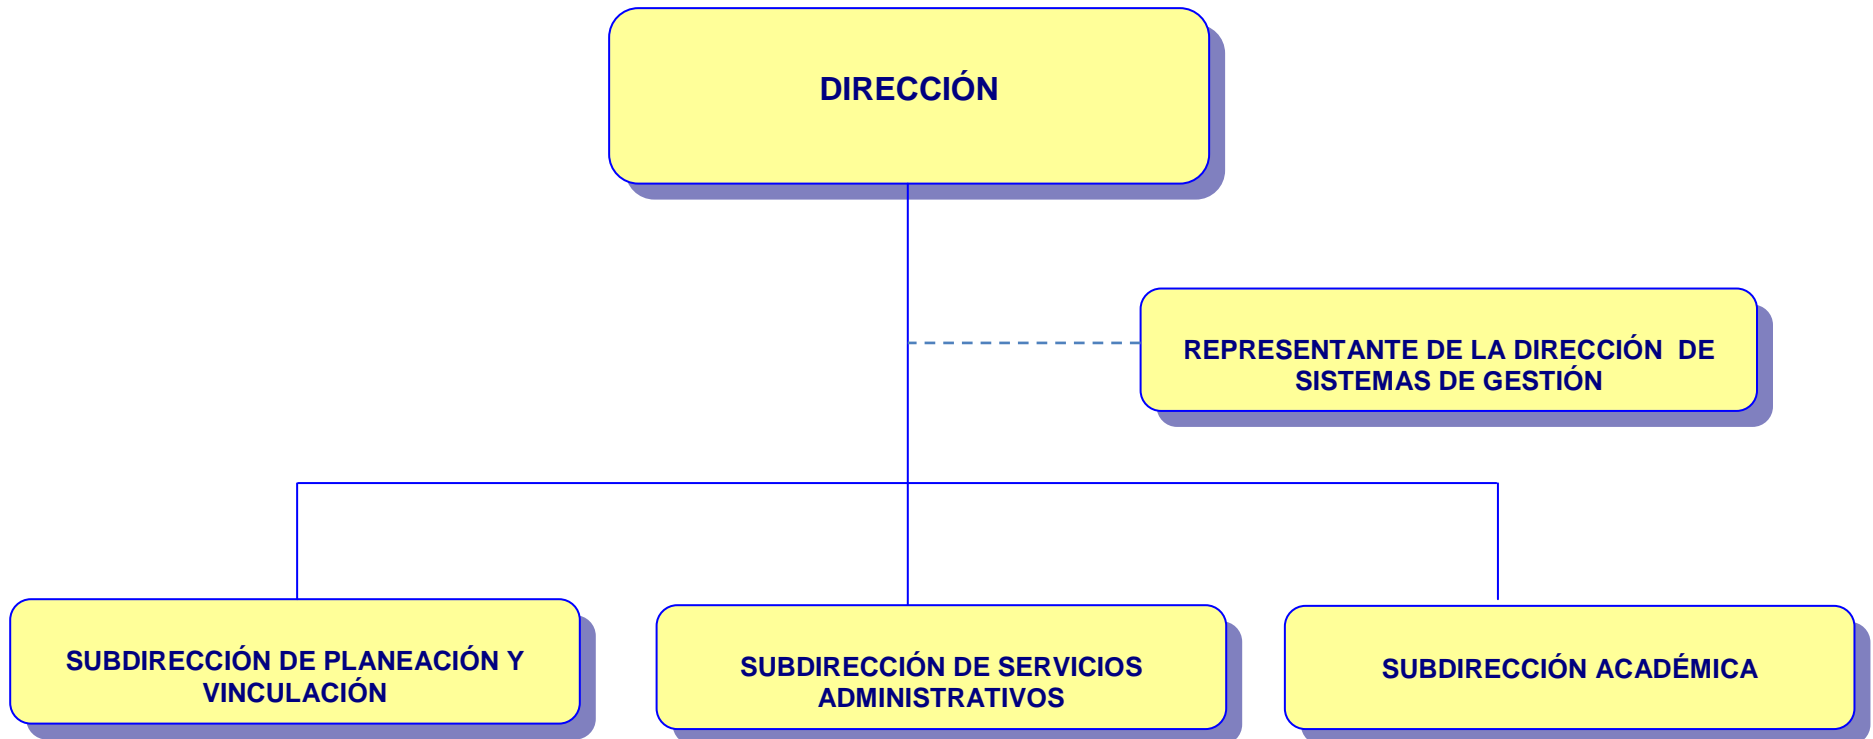 DIRECCIÓN
REPRESENTANTE DE LA DIRECCIÓN  DE
SISTEMAS DE GESTIÓN
SUBDIRECCIÓN DE PLANEACIÓN Y
VINCULACIÓN
SUBDIRECCIÓN DE SERVICIOS
ADMINISTRATIVOS
SUBDIRECCIÓN ACADÉMICA